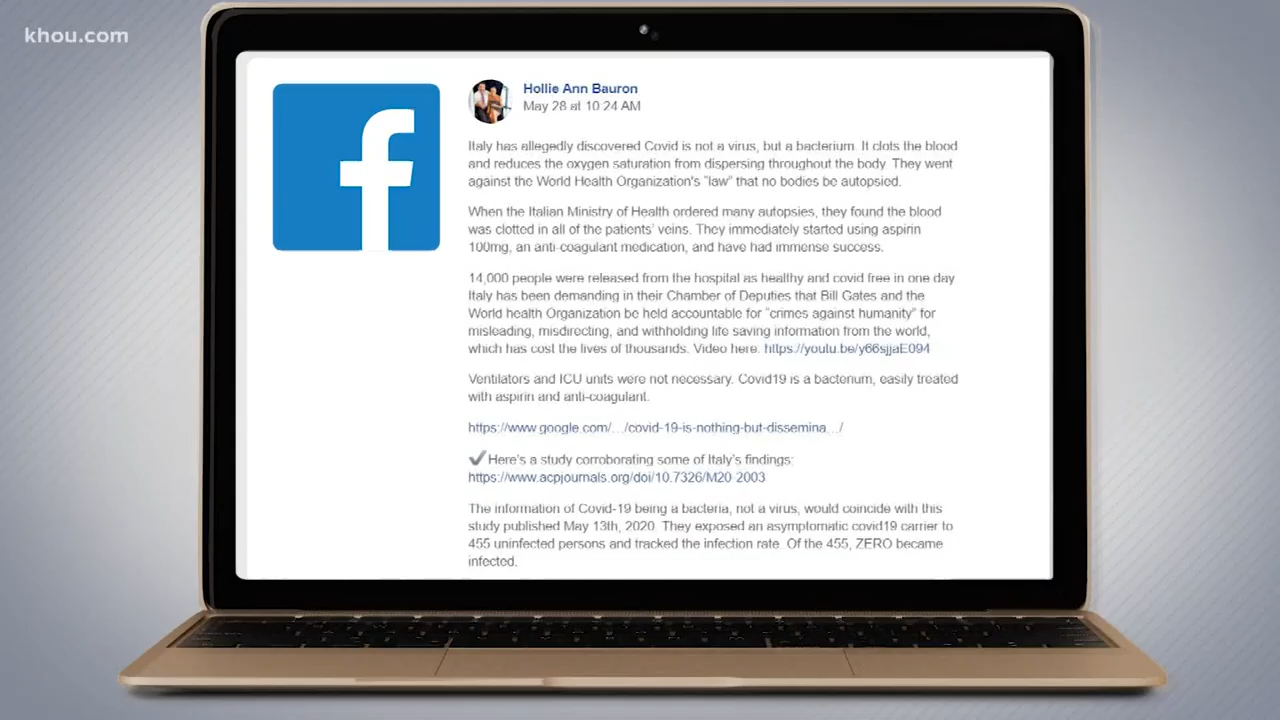 khou.com
Hollie Ann Bauron
May 28 at 10:24 AM
Italy has allegedly discovered Covid is not a virus, but a bacterium. It clots the blood
and reduces the oxygen saturation from dispersing throughout the body. They went
against the World Health Organization's "law" that no bodies be autopsied.
When the Italian Ministry of Health ordered many autopsies, they found the blood
was clotted in all of the patients' veins. They immediately started using aspirin
100mg, an anti-coagulant medication, and have had immense success.
14,000 people were released from the hospital as healthy and covid free in one day
Italy has been demanding in their Chamber of Deputies that Bill Gates and the
World health Organization be held accountable for "crimes against humanity" for
misleading, misdirecting, and withholding life saving information from the world,
which has cost the lives of thousands. Video here. https://youtu.be/y66sjjaE094
Ventilators and ICU units were not necessary. Covid19 is a bacterium, easily treated
with aspirin and anti-coagulant.
https://www.google.com/.../covid-19-is-nothing-but-dissemina.../
✔Here's a study corroborating some of Italy's findings:
https://www.acpjournals.org/doi/10.7326/M20-2003
The information of Covid-19 being a bacteria, not a virus, would coincide with this
study published May 13th, 2020. They exposed an asymptomatic covid19 carrier to
455 uninfected persons and tracked the infection rate. Of the 455, ZERO became
infected.